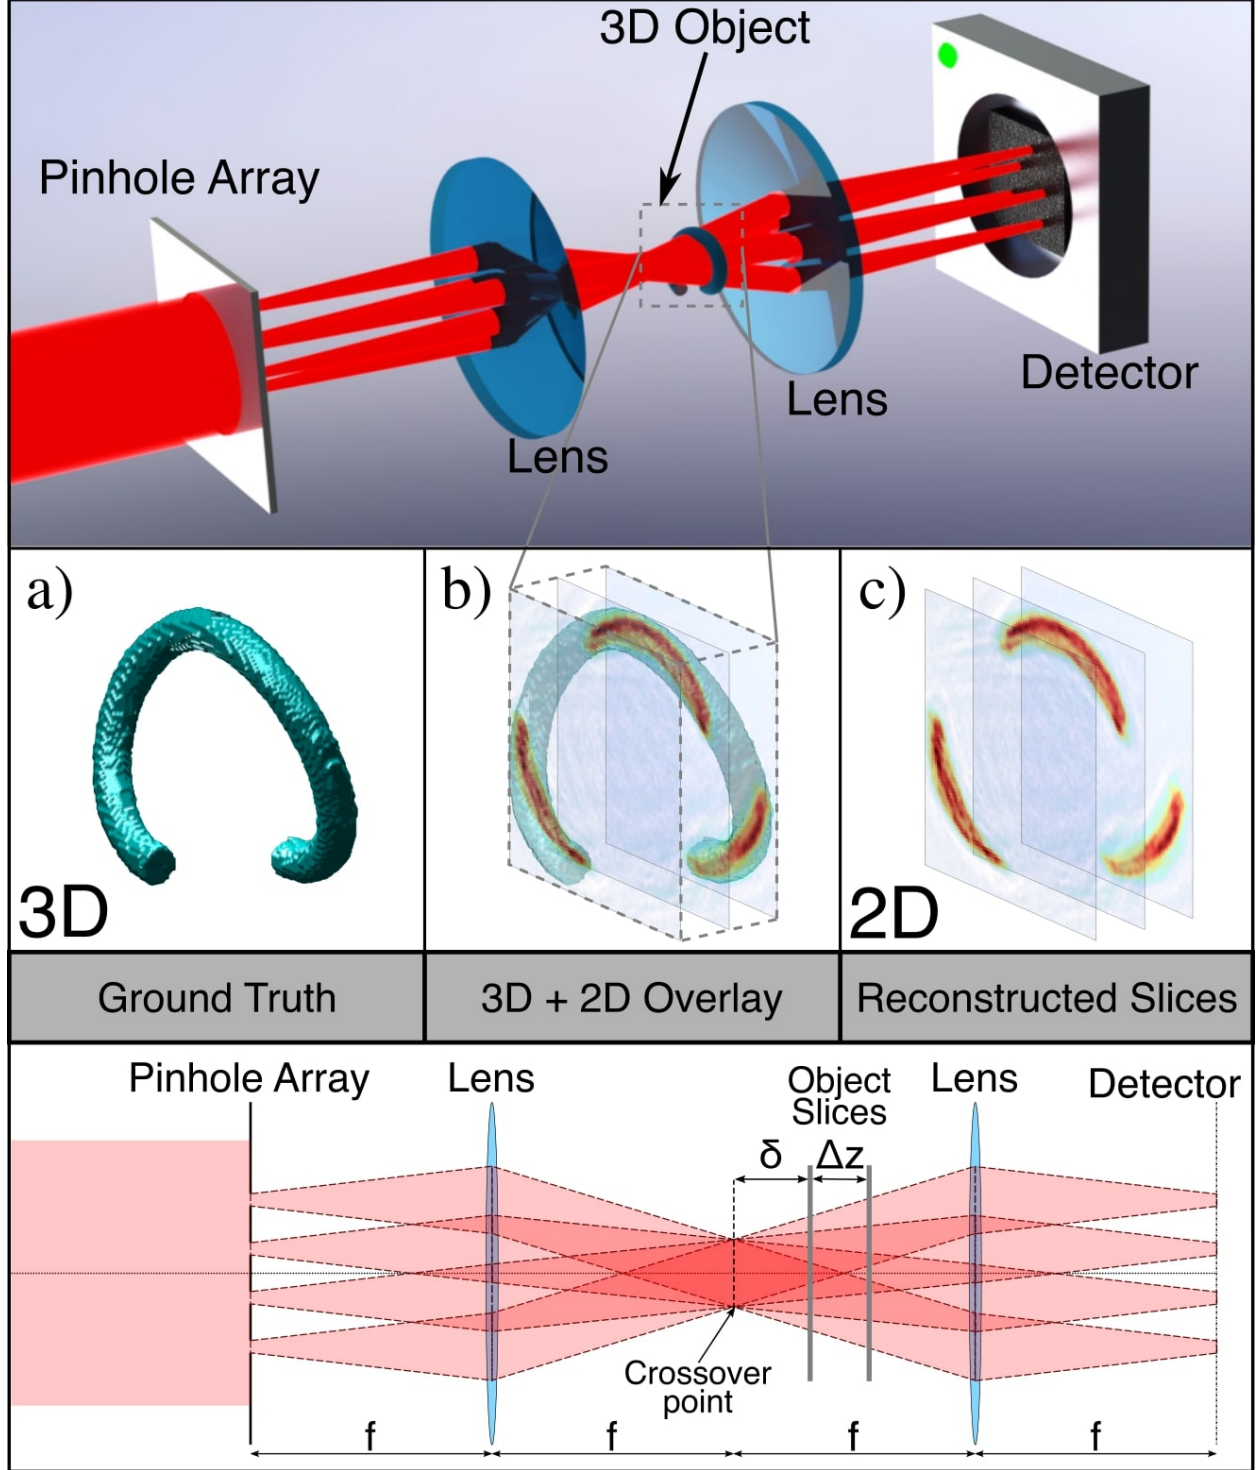 3D Object
Pinhole Array
Lens
Lens
Detector
a)
b)
c)
3D
2D
Ground Truth
3D + 2D Overlay
Reconstructed Slices
Pinhole Array
Lens
Object
Slices
Lens
Detector
δ
Δz
Crossover
point
f
f
f
f